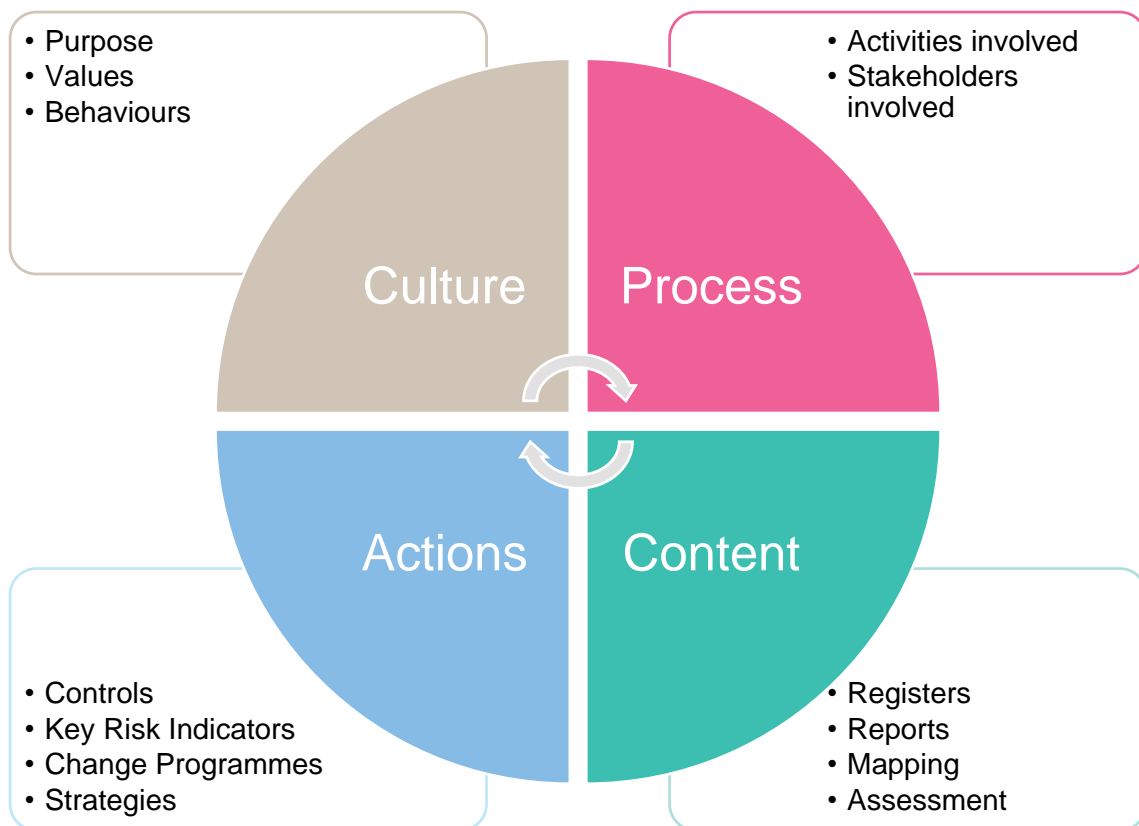 • Purpose
• Values
• Behaviours
• Activities involved
• Stakeholders
involved
Culture
Process
Actions
Content
• Controls
• Key Risk Indicators
• Change Programmes
• Strategies
• Registers
• Reports
• Mapping
• Assessment